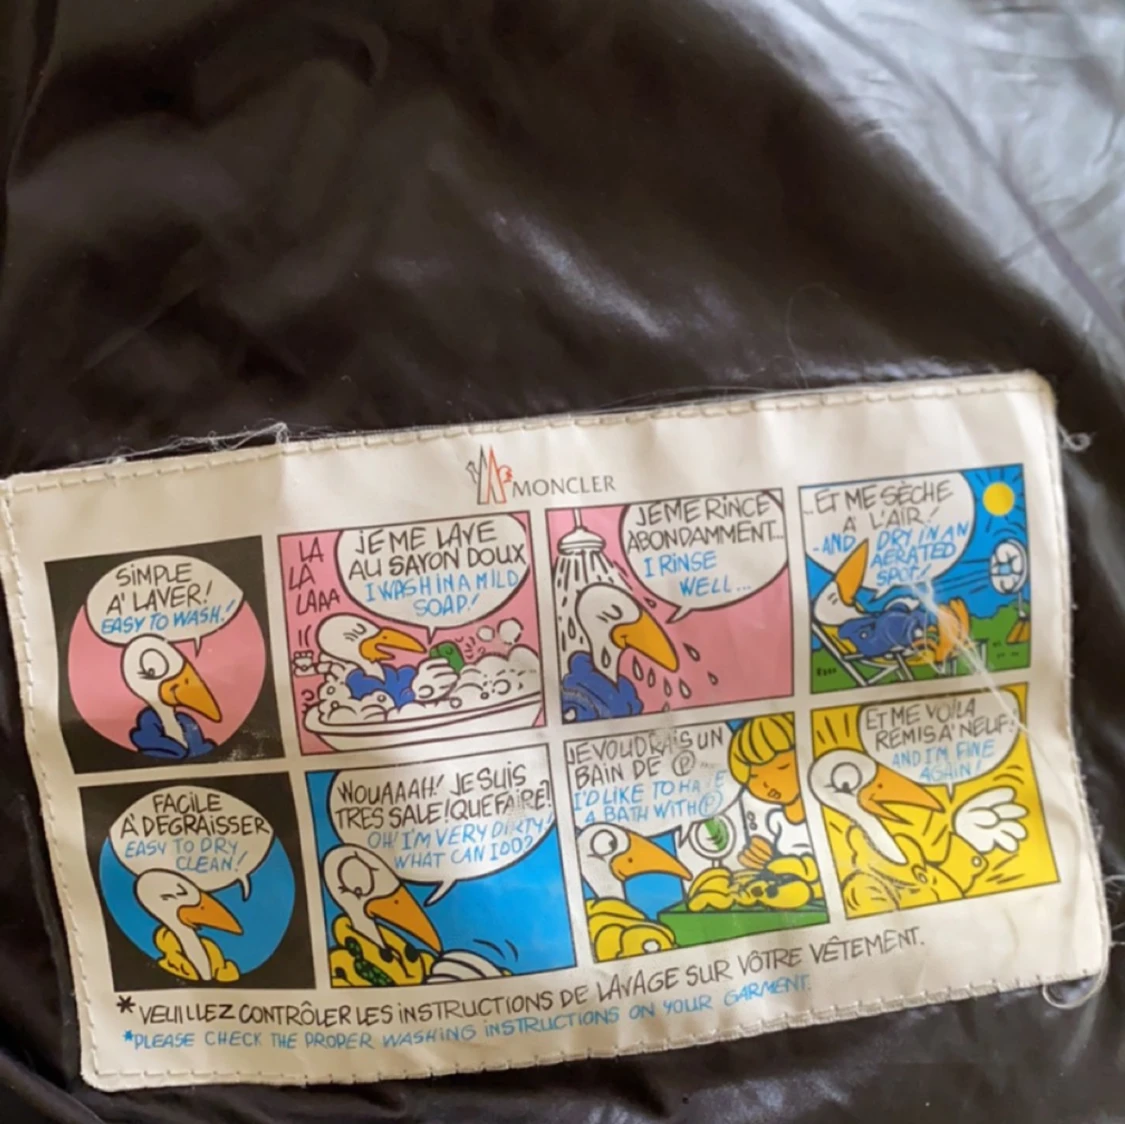 MONCLER
SIMPLE
A' LAVER!
EASY TO WASH!
LA
LA
LAAA
JE ME LAVE
AU SAVON DOUX
I WASH IN A MILD
SOAP!
JE ME RINCE
ABONDAMMENT...
I RINSE
WELL...
..ET ME SÈCHE
A' L'AIR!
-AND DRY IN AN
AERATED
SPOT!
FACILE
A' DEGRAISSER
EASY TO DRY
CLEAN!
WOUAAAH! JE SUIS
TRES SALE! QUE FAIRE?
OH! I'M VERY DIRTY!
WHAT CAN I DO?
JE VOUDRAIS UN
BAIN DE Ⓟ...
I'D LIKE TO HA E
A BATH WITH Ⓟ
ET ME VOILA
REMIS A' NEUF!
AND I'M FINE
AGAIN!
*VEUILLEZ CONTRÔLER LES INSTRUCTIONS DE LAVAGE SUR VÔTRE VÊTEMENT.
*PLEASE CHECK THE PROPER WASHING INSTRUCTIONS ON YOUR GARMENT.